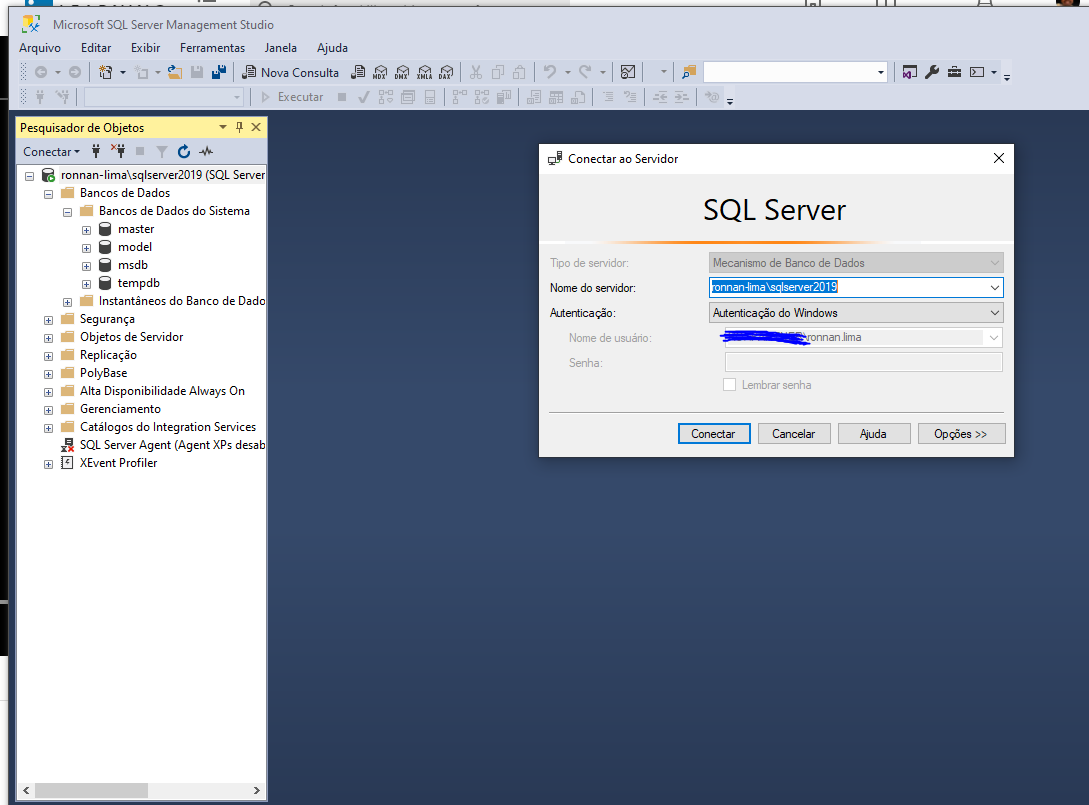 Microsoft SQL Server Management Studio
Arquivo Editar Exibir Ferramentas Janela Ajuda
Nova Consulta MDX DMX XMLA DAX
Executar
Pesquisador de Objetos
Conectar
ronnan-lima\sqlserver2019 (SQL Server
Bancos de Dados
Bancos de Dados do Sistema
master
model
msdb
tempdb
Instantâneos do Banco de Dado
Segurança
Objetos de Servidor
Replicação
PolyBase
Alta Disponibilidade Always On
Gerenciamento
Catálogos do Integration Services
SQL Server Agent (Agent XPs desab
XEvent Profiler
Conectar ao Servidor
SQL Server
Tipo de servidor: Mecanismo de Banco de Dados
Nome do servidor: ronnan-lima\sqlserver2019
Autenticação: Autenticação do Windows
Nome de usuário: \ronnan.lima
Senha:
Lembrar senha
Conectar Cancelar Ajuda Opções >>